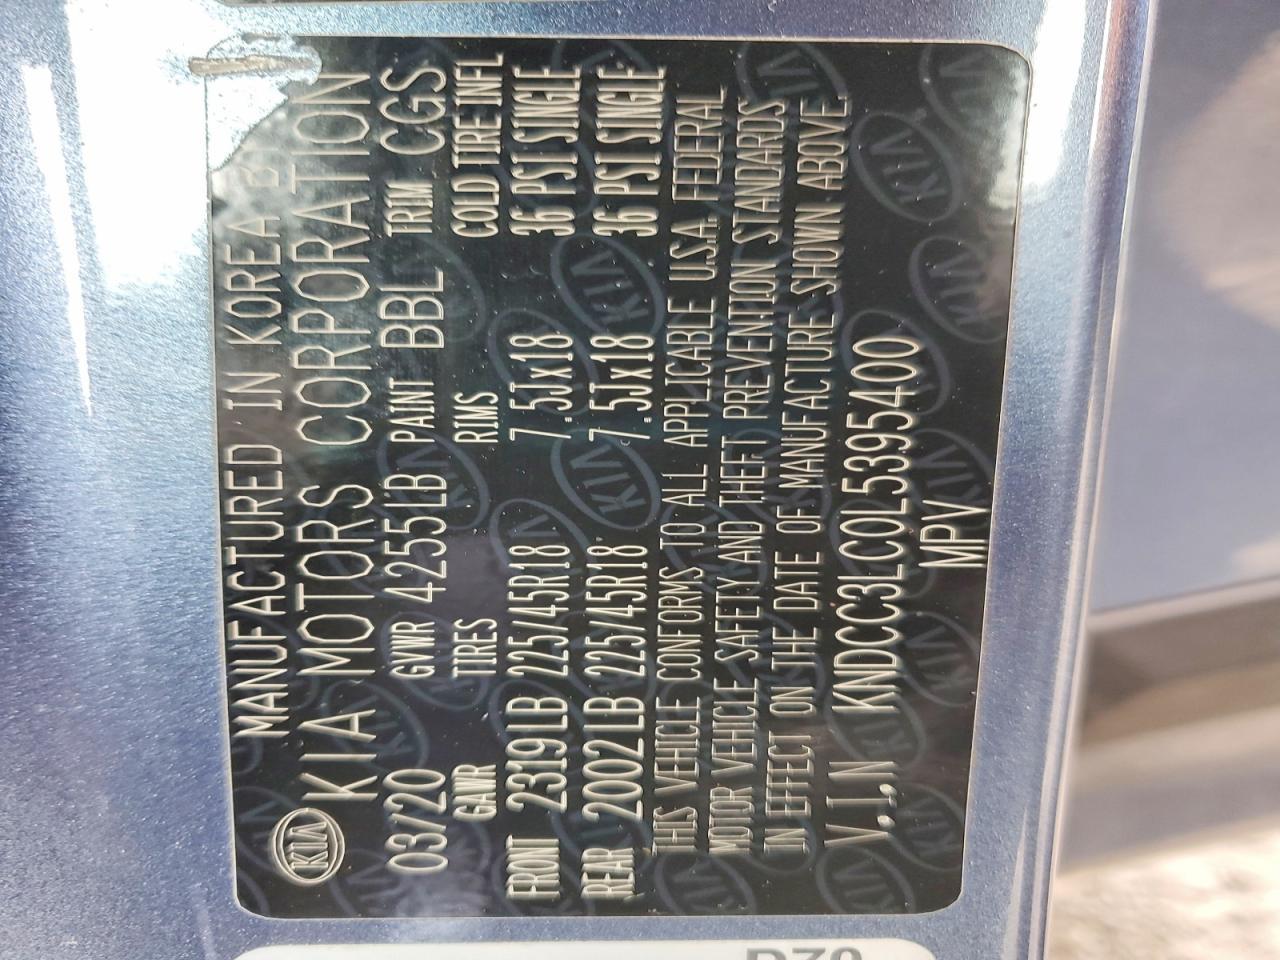 MANUFACTURED IN KOREA
KIA KIA MOTORS CORPORATION
03/20 GVWR 4255LB PAINT BBL TRIM CGS
GAWR TIRES RIMS COLD TIRE INFL
FRONT 2319LB 225/45R18 7.5Jx18 36 PSI SINGLE
REAR 2002LB 225/45R18 7.5Jx18 36 PSI SINGLE
THIS VEHICLE CONFORMS TO ALL APPLICABLE U.S.A. FEDERAL
MOTOR VEHICLE SAFETY AND THEFT PREVENTION STANDARDS
IN EFFECT ON THE DATE OF MANUFACTURE SHOWN ABOVE.
V.I.N KNDCC3LC0L5395400
MPV